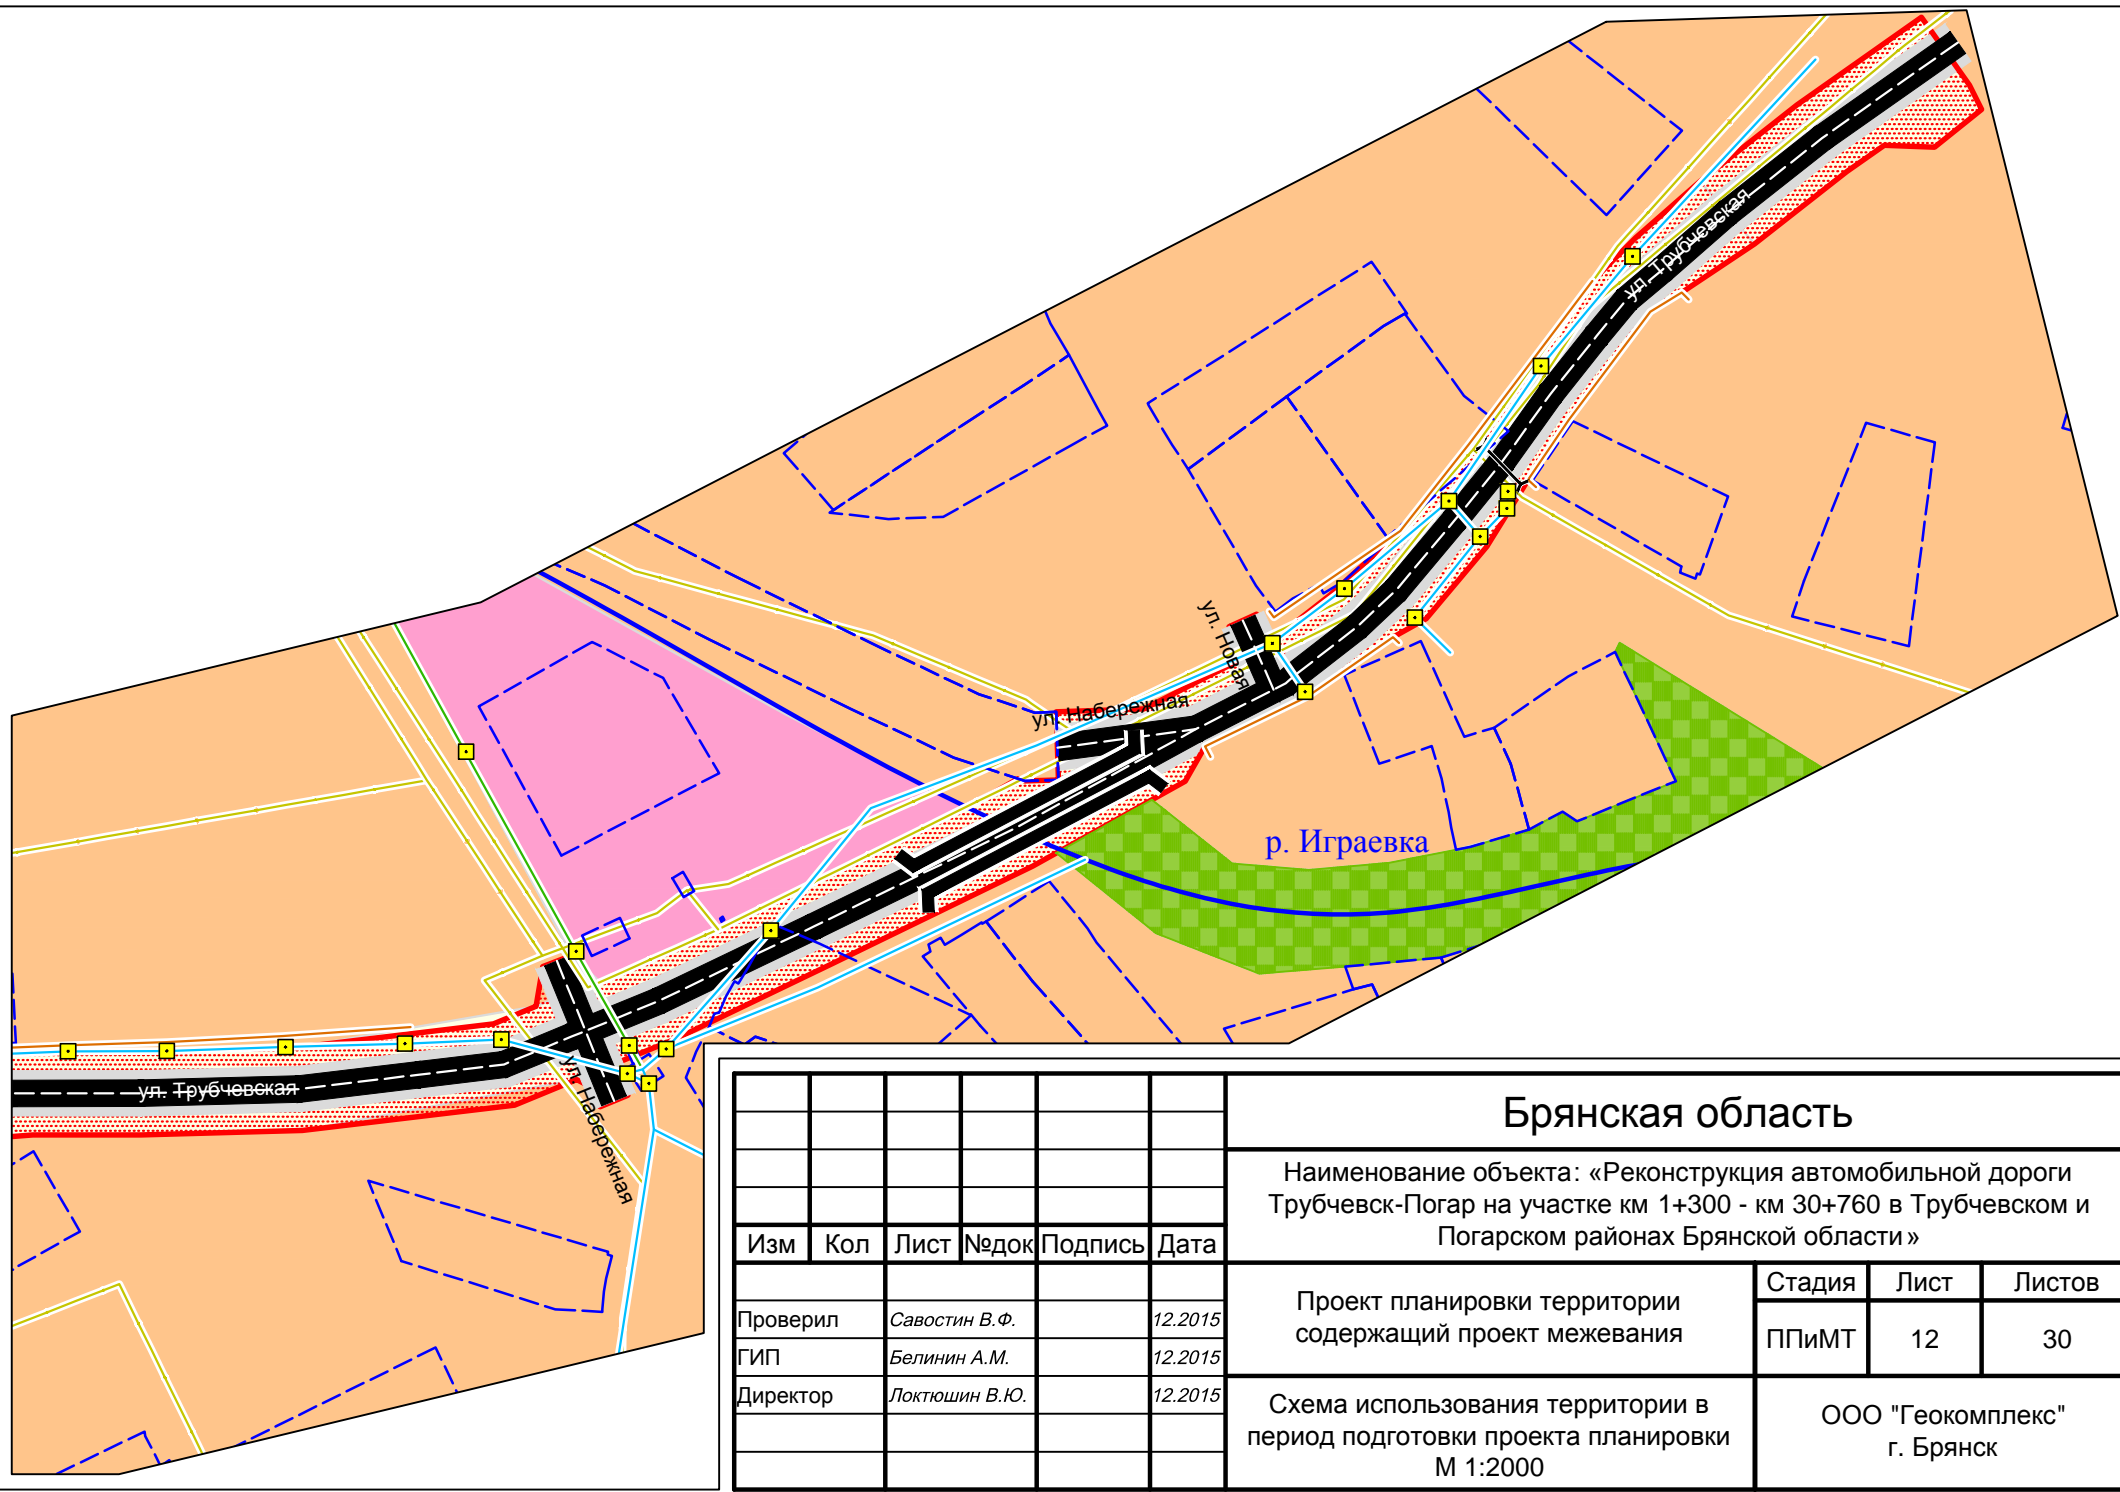 ул. Трубчевская
ул. Новая
ул. Набережная
р. Играевка
ул. Трубчевская
ул. Набережная
Брянская область
Наименование объекта: «Реконструкция автомобильной дороги
Трубчевск-Погар на участке км 1+300 - км 30+760 в Трубчевском и
Погарском районах Брянской области»
Изм Кол Лист №док Подпись Дата
Стадия Лист Листов
Проект планировки территории
содержащий проект межевания
ППиМТ 12 30
Проверил Савостин В.Ф. 12.2015
ГИП Белинин А.М. 12.2015
Директор Локтюшин В.Ю. 12.2015
Схема использования территории в
период подготовки проекта планировки
М 1:2000
ООО "Геокомплекс"
г. Брянск